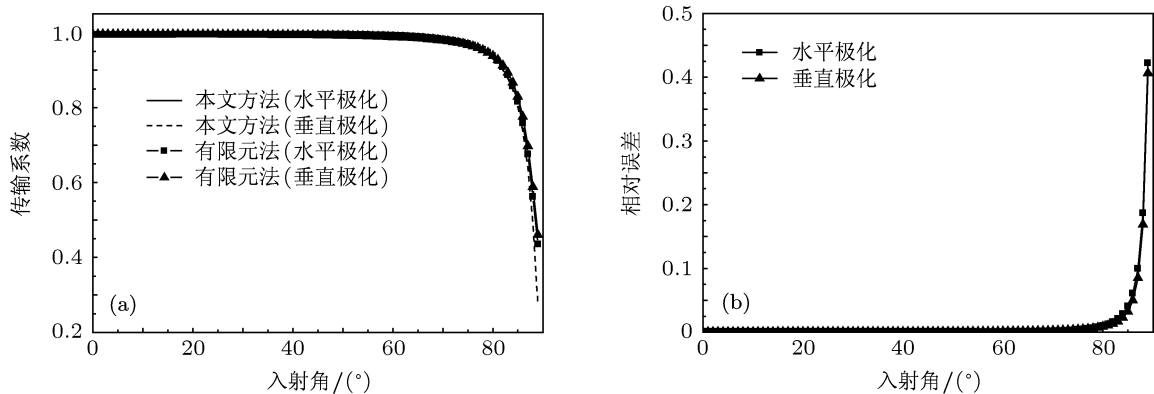 1.0
0.8
0.6
0.4
0.2
传输系数
本文方法(水平极化)
本文方法(垂直极化)
有限元法(水平极化)
有限元法(垂直极化)
(a)
0 20 40 60 80
入射角/(°)
0.5
0.4
0.3
0.2
0.1
0
相对误差
水平极化
垂直极化
(b)
0 20 40 60 80
入射角/(°)